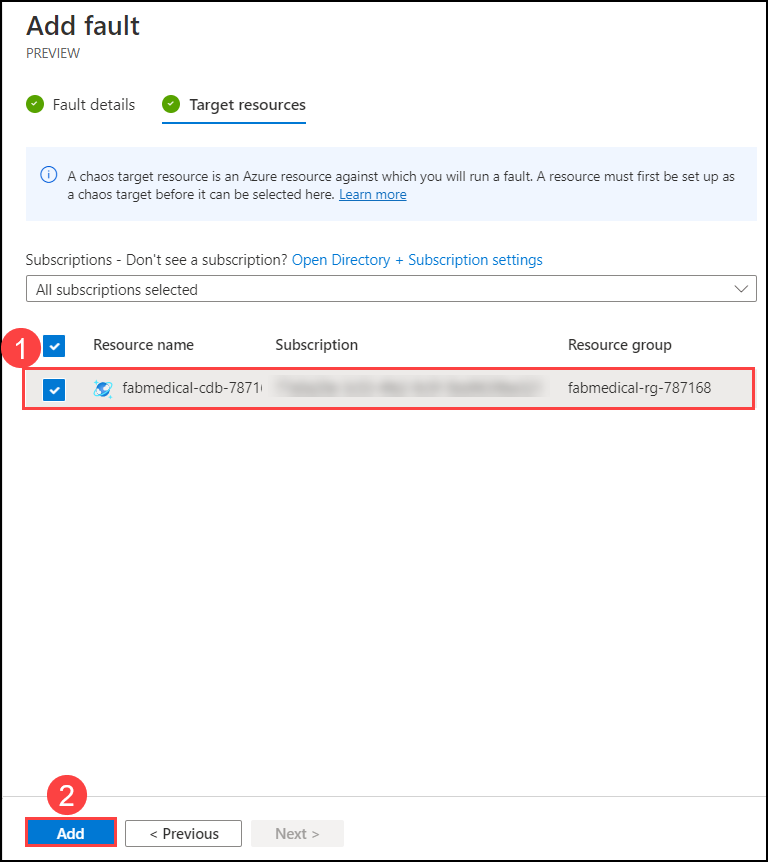 Add fault
PREVIEW
Fault details
Target resources
A chaos target resource is an Azure resource against which you will run a fault. A resource must first be set up as
a chaos target before it can be selected here. Learn more
Subscriptions - Don't see a subscription? Open Directory + Subscription settings
All subscriptions selected
1
Resource name Subscription Resource group
fabmedical-cdb-7871 fabmedical-rg-787168
2
Add < Previous Next >